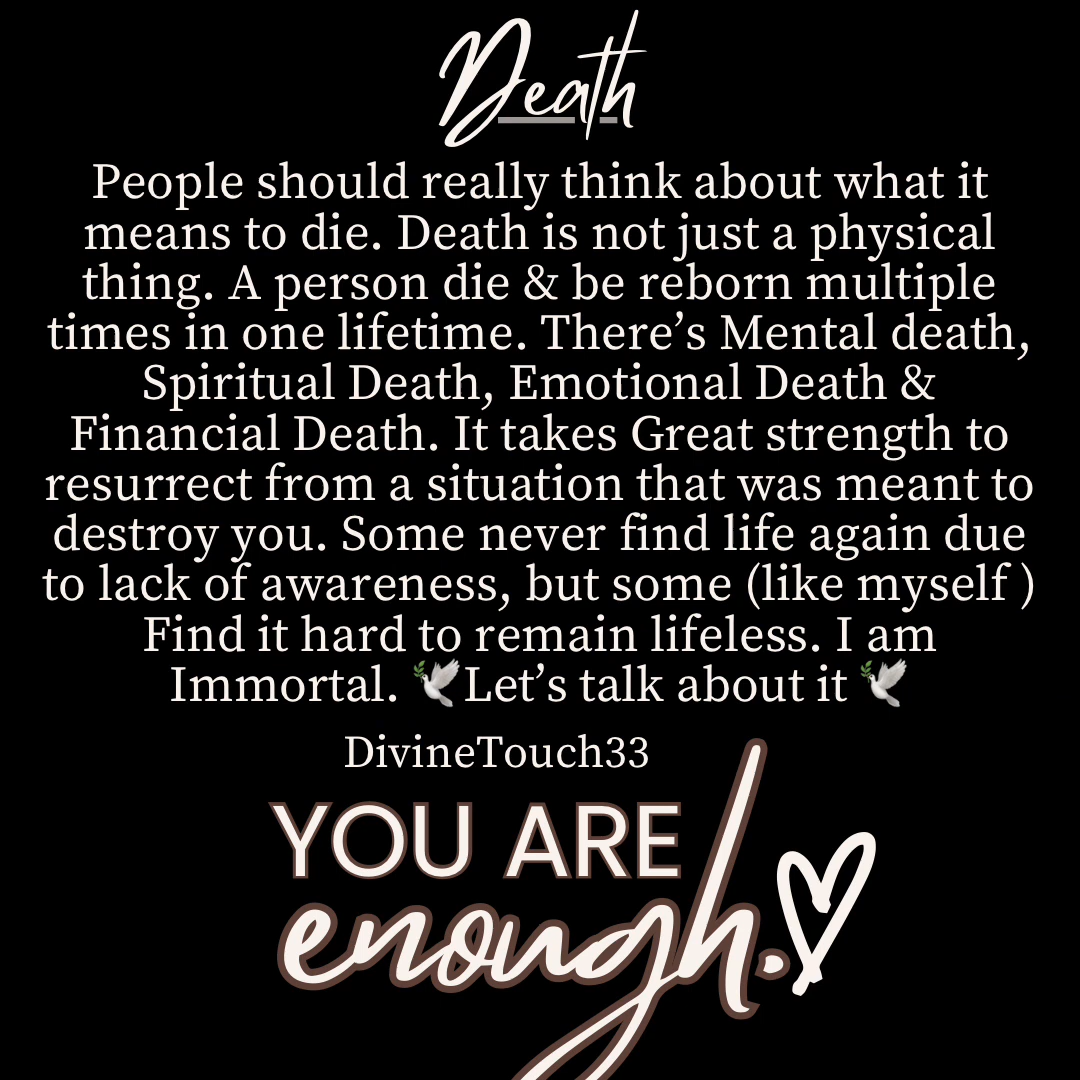 Death
People should really think about what it
means to die. Death is not just a physical
thing. A person die & be reborn multiple
times in one lifetime. There’s Mental death,
Spiritual Death, Emotional Death &
Financial Death. It takes Great strength to
resurrect from a situation that was meant to
destroy you. Some never find life again due
to lack of awareness, but some (like myself )
Find it hard to remain lifeless. I am
Immortal. 🕊️Let’s talk about it 🕊️
DivineTouch33
YOU ARE
enough.